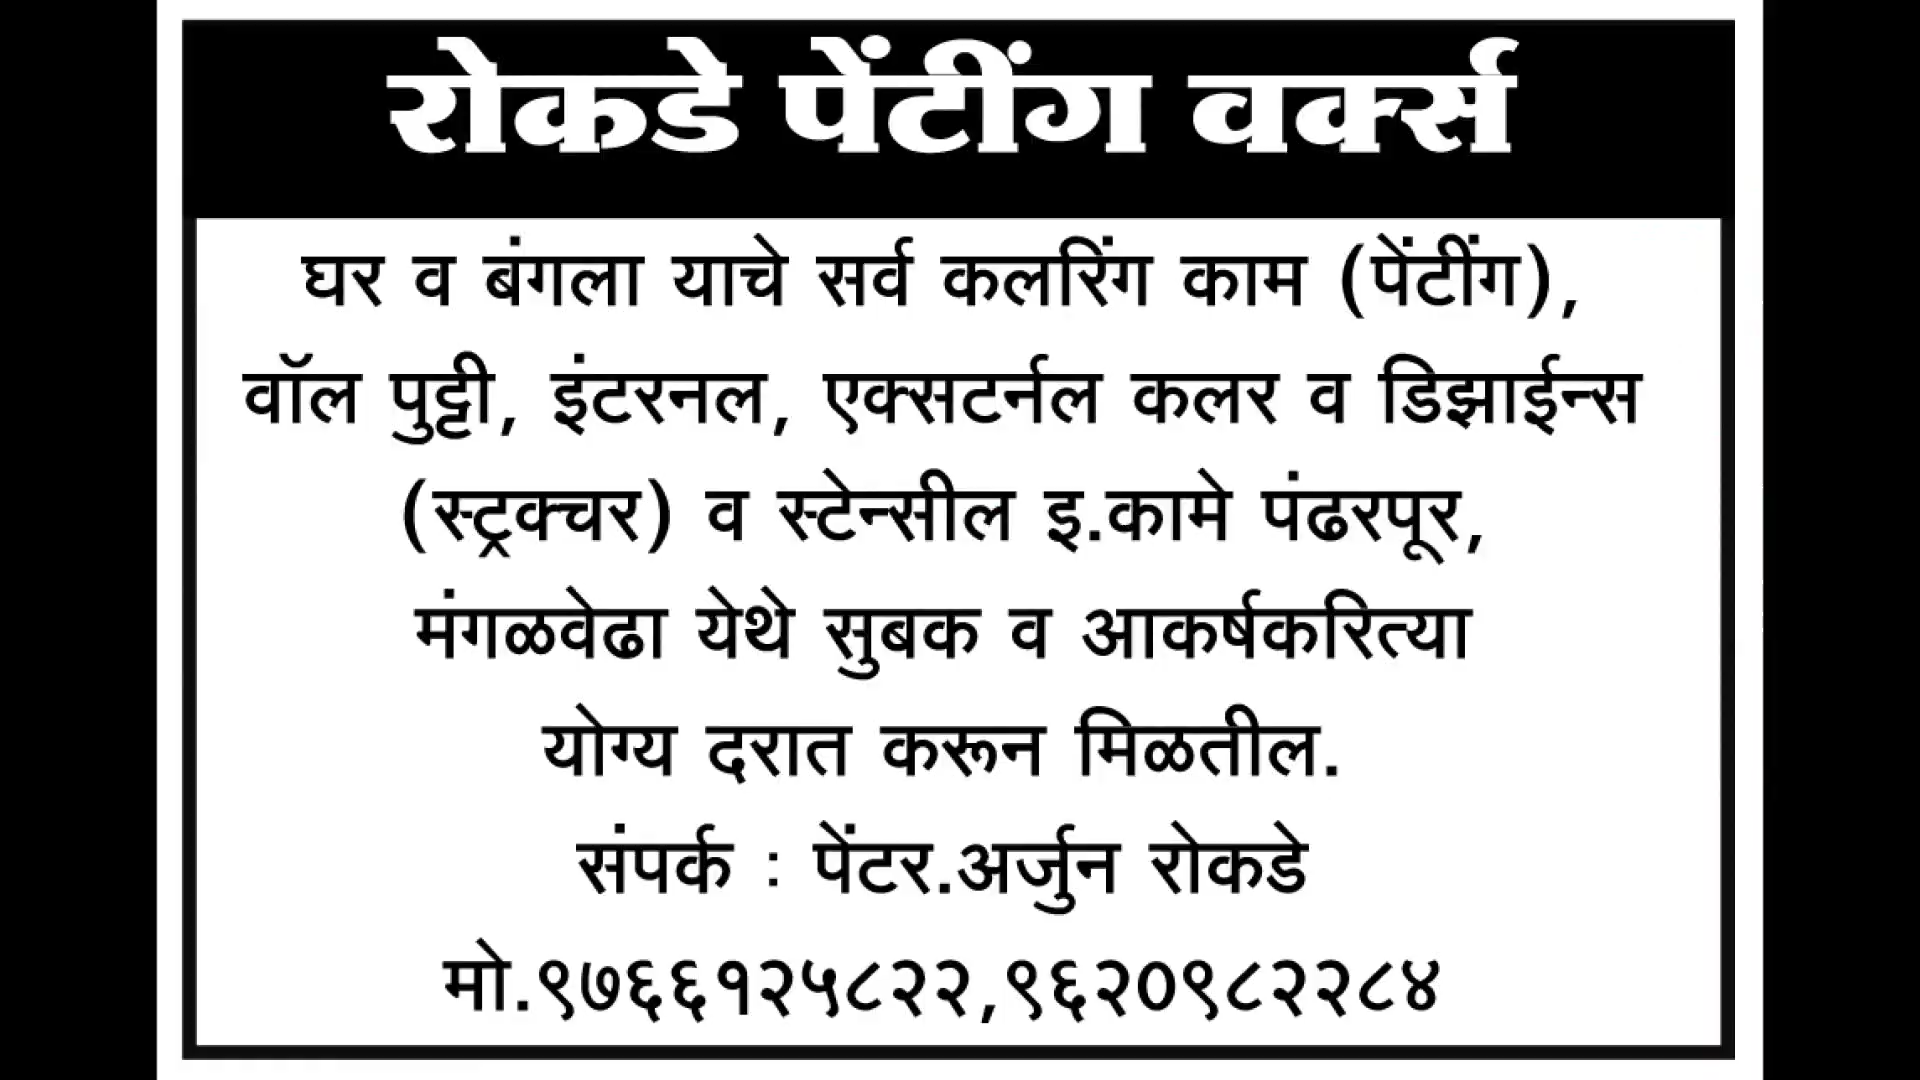 रोकडे पेंटींग वर्क्स
घर व बंगला याचे सर्व कलरिंग काम (पेंटींग),
वॉल पुट्टी, इंटरनल, एक्सटर्नल कलर व डिझाईन्स
(स्ट्रक्चर) व स्टेन्सील इ.कामे पंढरपूर,
मंगळवेढा येथे सुबक व आकर्षकरित्या
योग्य दरात करून मिळतील.
संपर्क : पेंटर.अर्जुन रोकडे
मो.९७६६१२५८२२,९६२०९८२२८४